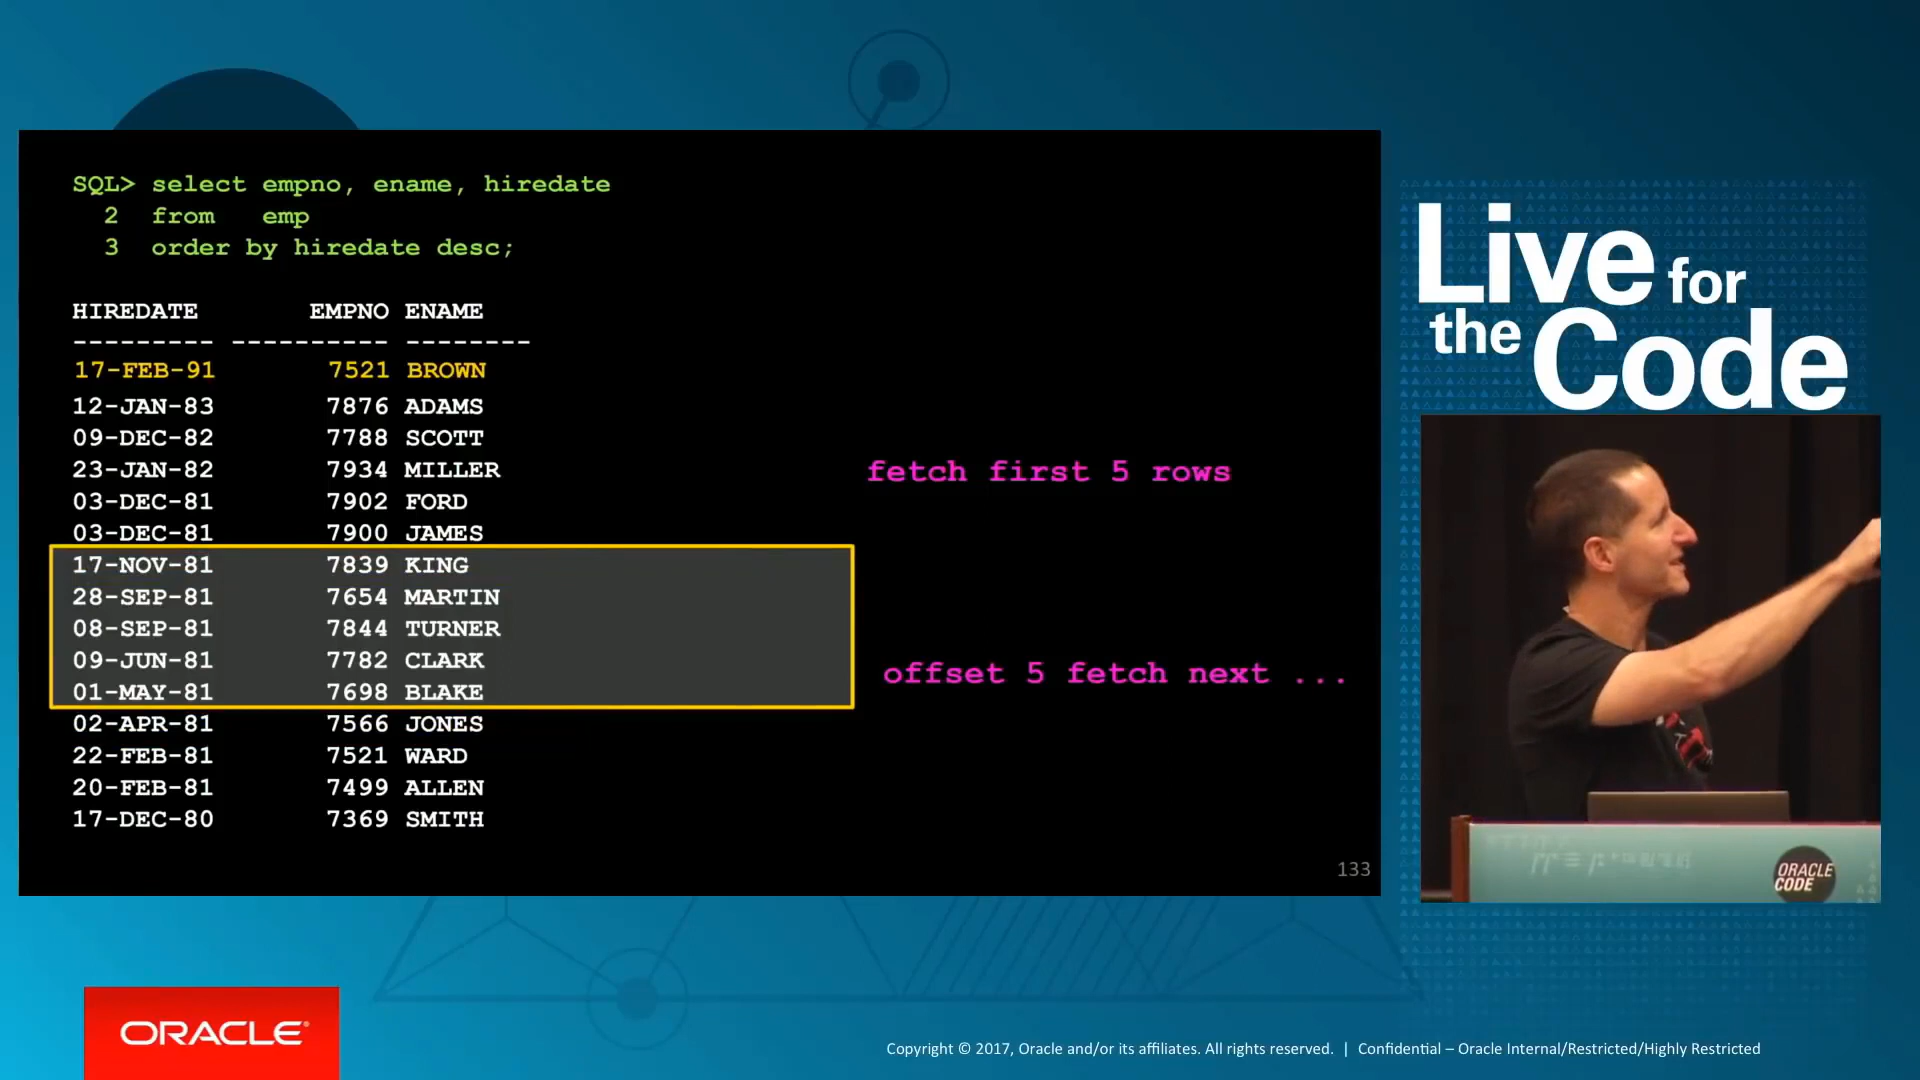 SQL> select empno, ename, hiredate
2 from emp
3 order by hiredate desc;
HIREDATE EMPNO ENAME
--------- ---------- --------
17-FEB-91 7521 BROWN
12-JAN-83 7876 ADAMS
09-DEC-82 7788 SCOTT
23-JAN-82 7934 MILLER
03-DEC-81 7902 FORD
03-DEC-81 7900 JAMES
17-NOV-81 7839 KING
28-SEP-81 7654 MARTIN
08-SEP-81 7844 TURNER
09-JUN-81 7782 CLARK
01-MAY-81 7698 BLAKE
02-APR-81 7566 JONES
22-FEB-81 7521 WARD
20-FEB-81 7499 ALLEN
17-DEC-80 7369 SMITH
fetch first 5 rows
offset 5 fetch next ...
133
Live for
the Code
ORACLE
CODE
ORACLE®
Copyright © 2017, Oracle and/or its affiliates. All rights reserved. | Confidential – Oracle Internal/Restricted/Highly Restricted